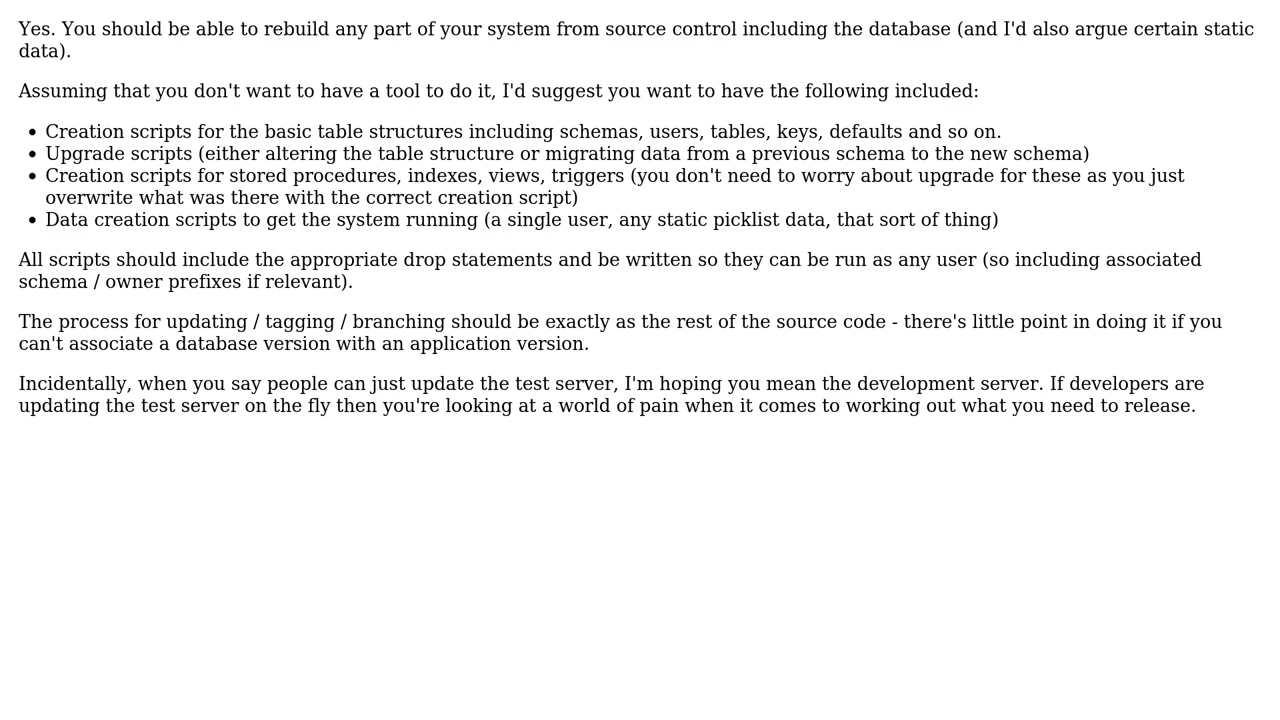 Yes. You should be able to rebuild any part of your system from source control including the database (and I'd also argue certain static
data).
Assuming that you don't want to have a tool to do it, I'd suggest you want to have the following included:
• Creation scripts for the basic table structures including schemas, users, tables, keys, defaults and so on.
• Upgrade scripts (either altering the table structure or migrating data from a previous schema to the new schema)
• Creation scripts for stored procedures, indexes, views, triggers (you don't need to worry about upgrade for these as you just
overwrite what was there with the correct creation script)
• Data creation scripts to get the system running (a single user, any static picklist data, that sort of thing)
All scripts should include the appropriate drop statements and be written so they can be run as any user (so including associated
schema / owner prefixes if relevant).
The process for updating / tagging / branching should be exactly as the rest of the source code - there's little point in doing it if you
can't associate a database version with an application version.
Incidentally, when you say people can just update the test server, I'm hoping you mean the development server. If developers are
updating the test server on the fly then you're looking at a world of pain when it comes to working out what you need to release.